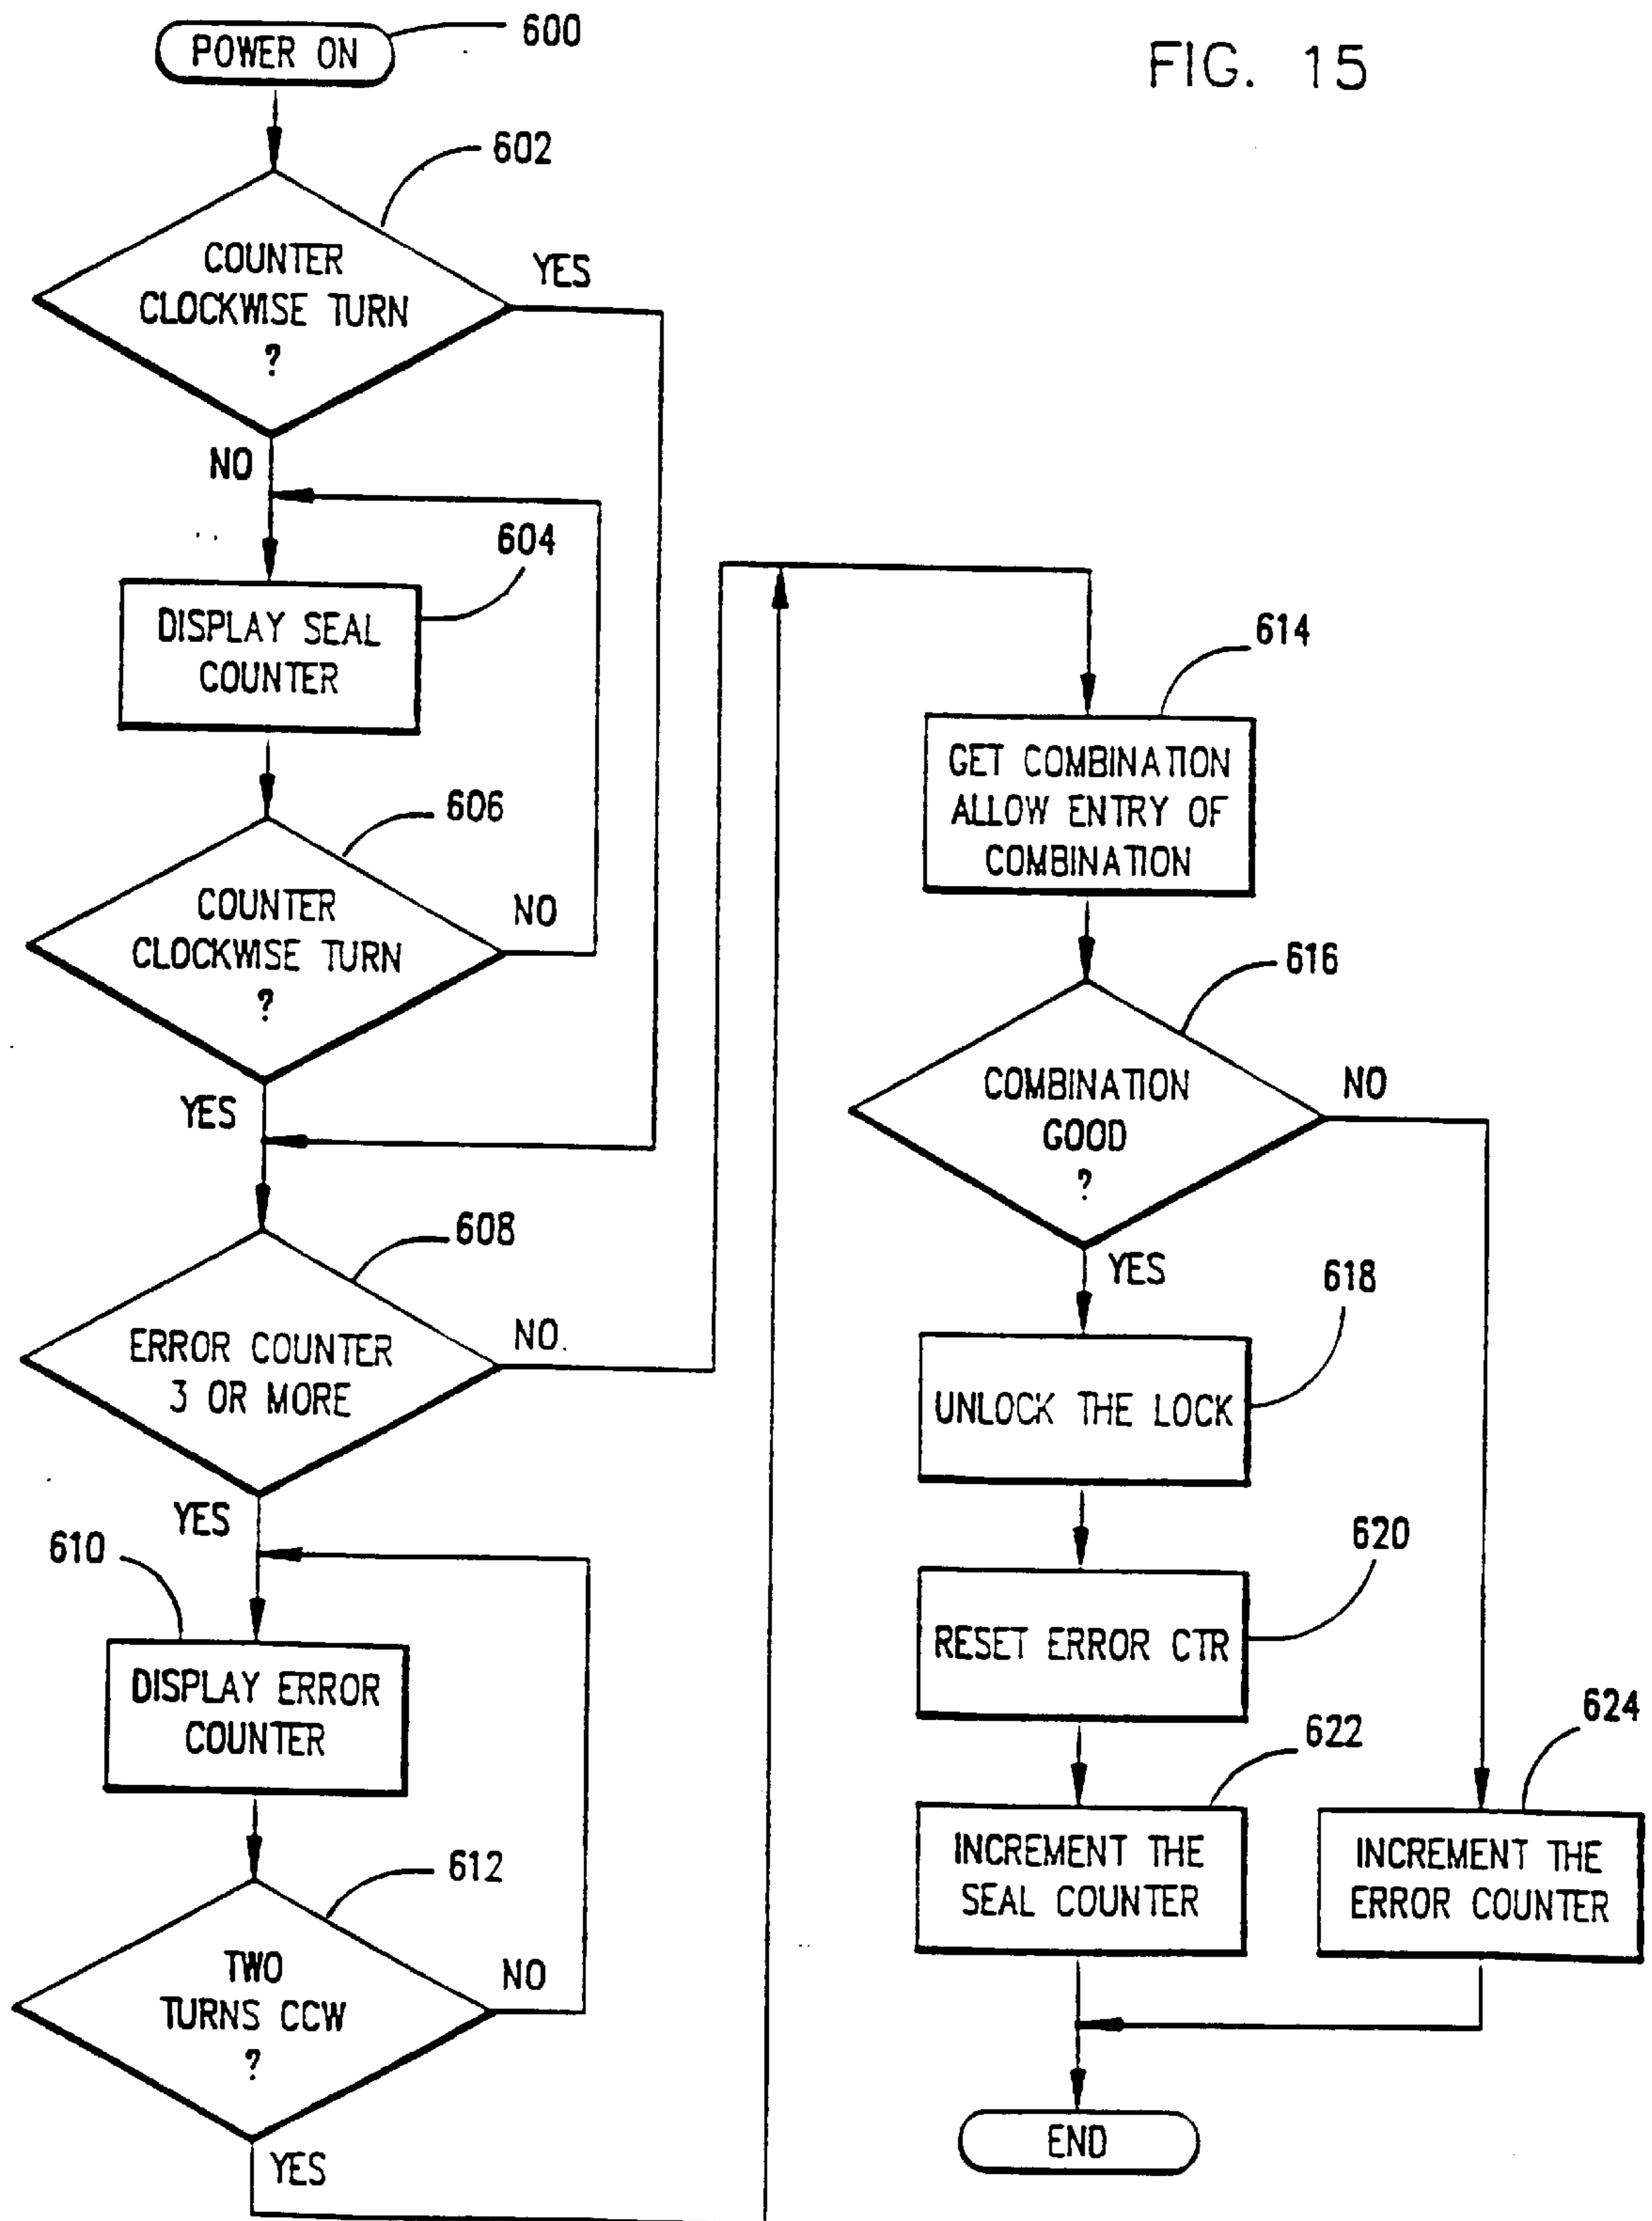 FIG. 15
POWER ON
600
602
COUNTER
CLOCKWISE TURN
?
YES
NO
604
DISPLAY SEAL
COUNTER
606
COUNTER
CLOCKWISE TURN
?
NO
YES
608
ERROR COUNTER
3 OR MORE
NO.
YES
610
DISPLAY ERROR
COUNTER
612
TWO
TURNS CCW
?
NO
YES
614
GET COMBINATION
ALLOW ENTRY OF
COMBINATION
616
COMBINATION
GOOD
?
NO
YES
618
UNLOCK THE LOCK
620
RESET ERROR CTR
622
INCREMENT THE
SEAL COUNTER
624
INCREMENT THE
ERROR COUNTER
END